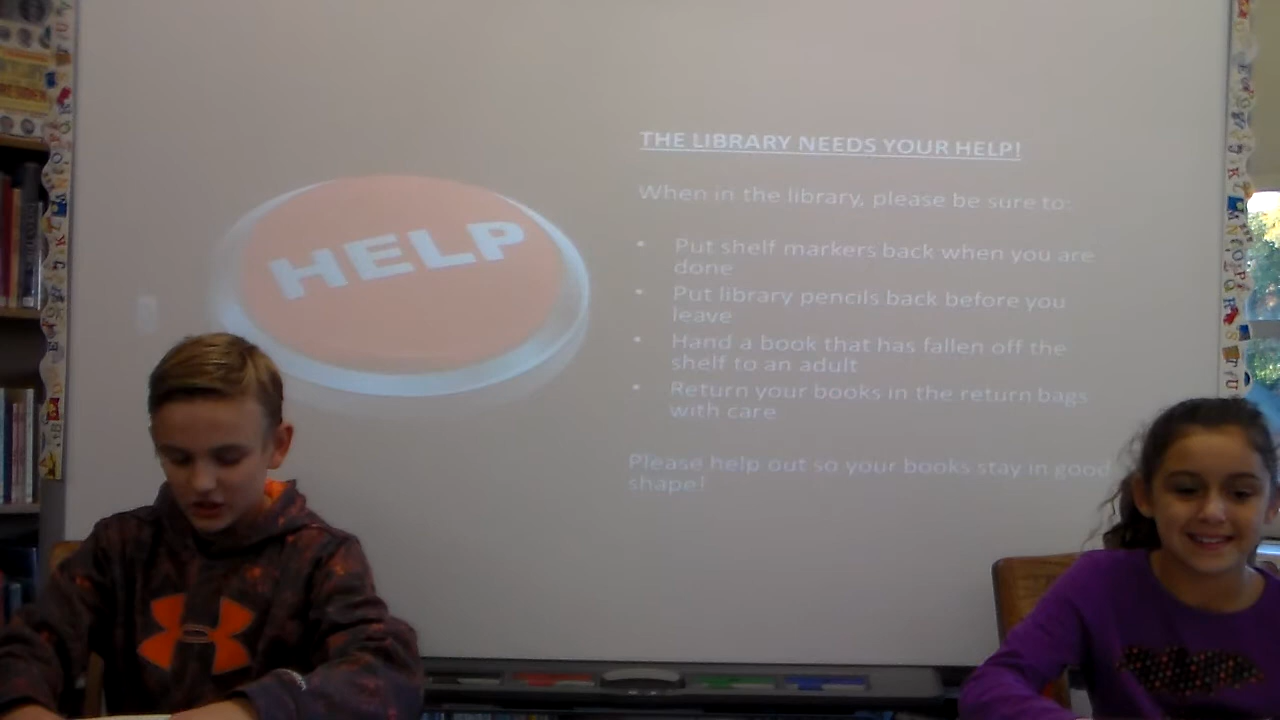 HELP
THE LIBRARY NEEDS YOUR HELP!
When in the library, please be sure to:
• Put shelf markers back when you are
done
• Put library pencils back before you
leave
• Hand a book that has fallen off the
shelf to an adult
• Return your books in the return bags
with care
Please help out so your books stay in good
shape!